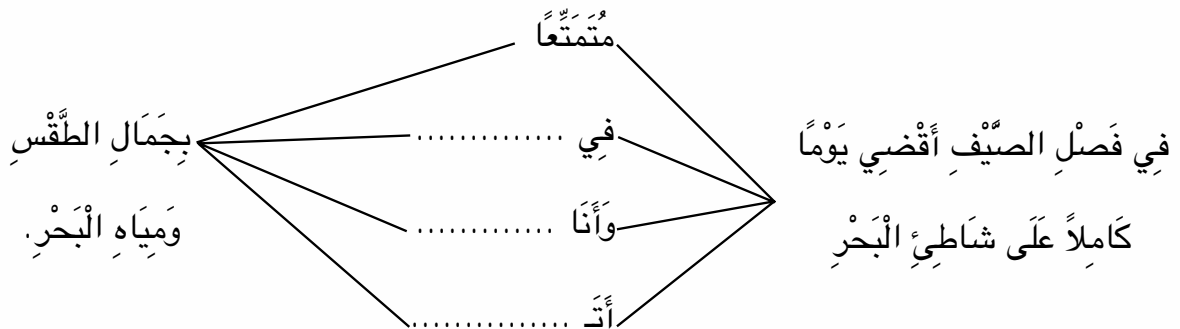 فِي فَصْلِ الصَّيْفِ أَقْضِي يَوْمًا
كَامِلاً عَلَى شَاطِئِ الْبَحْرِ
مُتَمَتِّعًا
فِي ..............
وَأَنَا .............
أَتَـ ...............
بِجَمَالِ الطَّقْسِ
وَمِيَاهِ الْبَحْرِ.